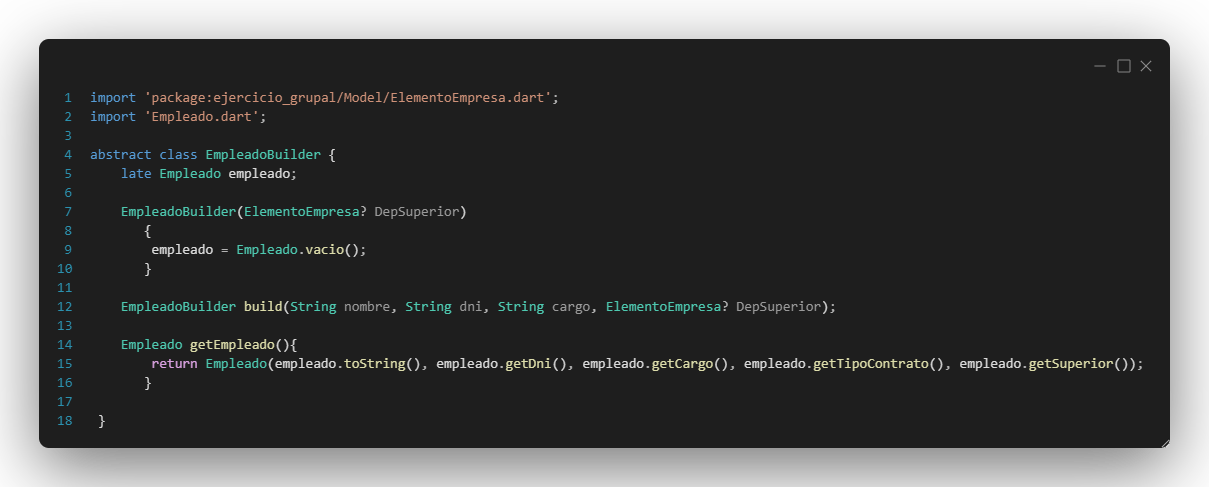 1 import 'package:ejercicio_grupal/Model/ElementoEmpresa.dart';
2 import 'Empleado.dart';
3
4 abstract class EmpleadoBuilder {
5 late Empleado empleado;
6
7 EmpleadoBuilder(ElementoEmpresa? DepSuperior)
8 {
9 empleado = Empleado.vacio();
10 }
11
12 EmpleadoBuilder build(String nombre, String dni, String cargo, ElementoEmpresa? DepSuperior);
13
14 Empleado getEmpleado(){
15 return Empleado(empleado.toString(), empleado.getDni(), empleado.getCargo(), empleado.getTipoContrato(), empleado.getSuperior());
16 }
17
18 }